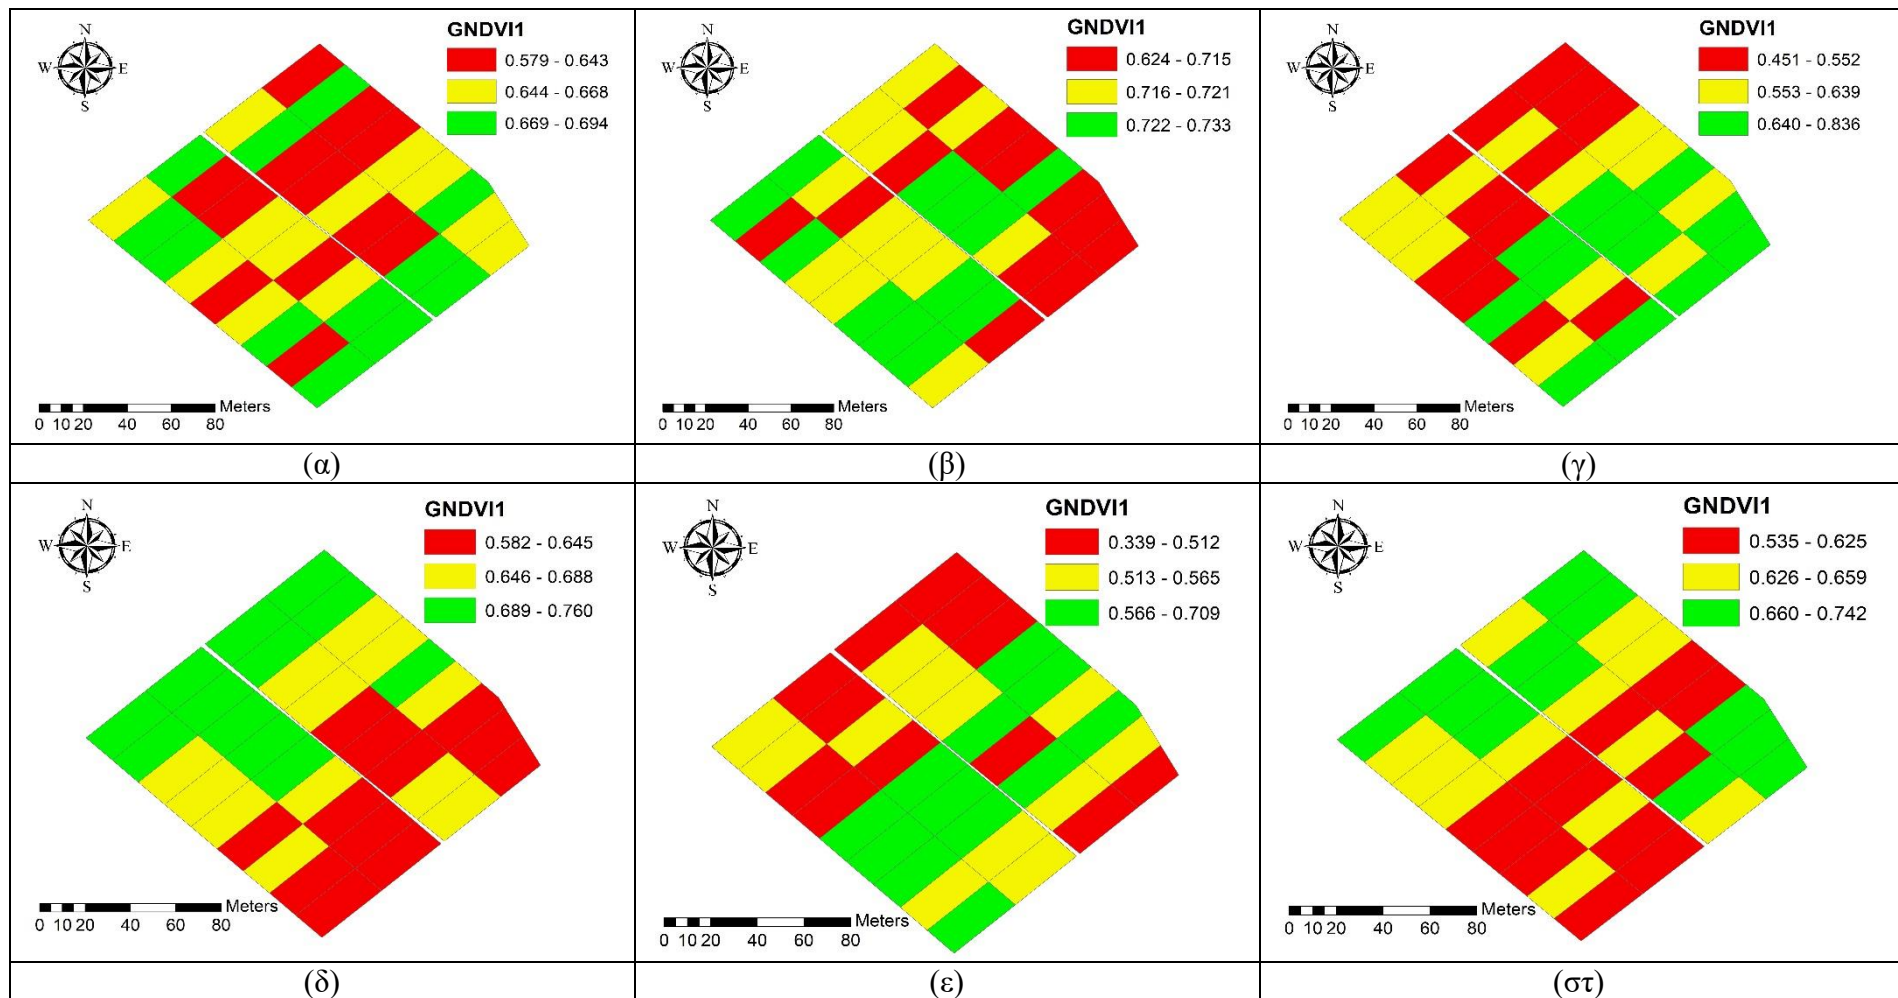 N
W E
S
GNDVI1
0.579 - 0.643
0.644 - 0.668
0.669 - 0.694
Meters
0 10 20 40 60 80
(α)
N
W E
S
GNDVI1
0.624 - 0.715
0.716 - 0.721
0.722 - 0.733
Meters
0 10 20 40 60 80
(β)
N
W E
S
GNDVI1
0.451 - 0.552
0.553 - 0.639
0.640 - 0.836
Meters
0 10 20 40 60 80
(γ)
N
W E
S
GNDVI1
0.582 - 0.645
0.646 - 0.688
0.689 - 0.760
Meters
0 10 20 40 60 80
(δ)
N
W E
S
GNDVI1
0.339 - 0.512
0.513 - 0.565
0.566 - 0.709
Meters
0 10 20 40 60 80
(ε)
N
W E
S
GNDVI1
0.535 - 0.625
0.626 - 0.659
0.660 - 0.742
Meters
0 10 20 40 60 80
(στ)